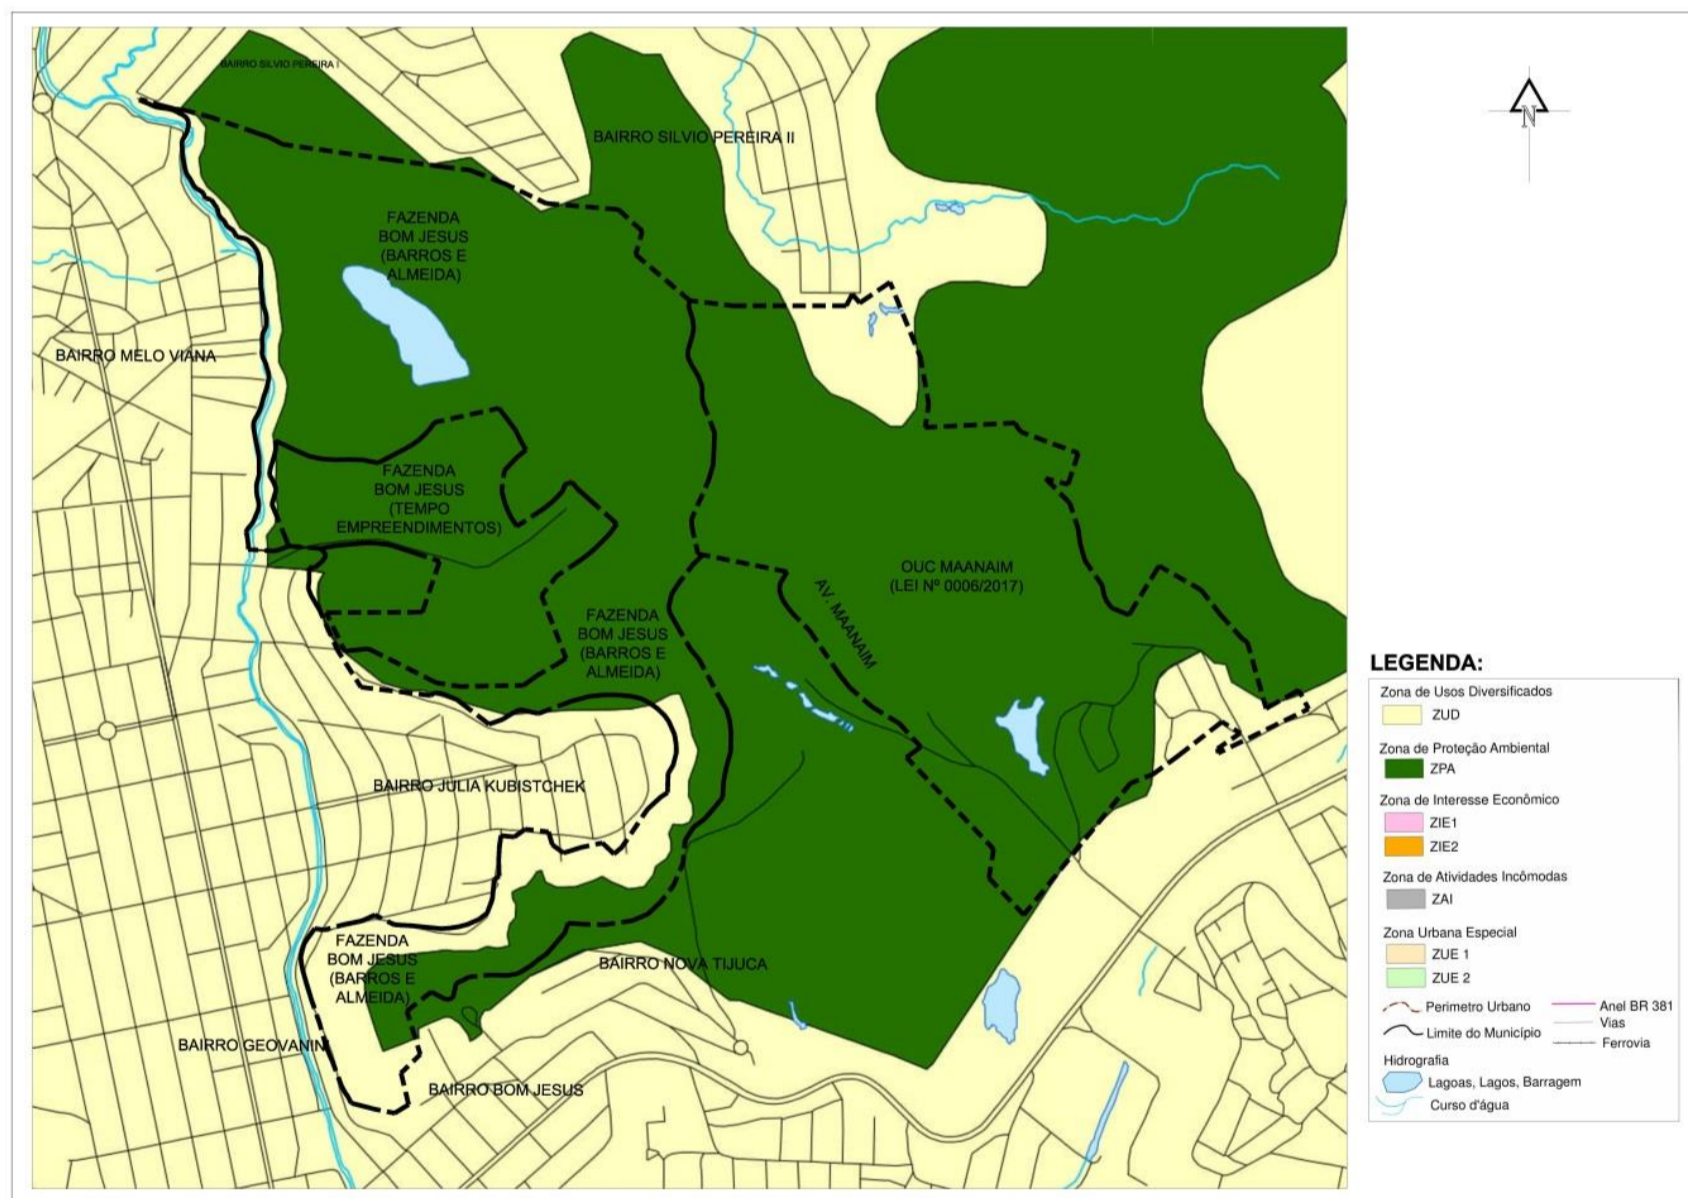 BAIRRO SILVIO PEREIRA I
BAIRRO SILVIO PEREIRA II
N
FAZENDA
BOM JESUS
(BARROS E
ALMEIDA)
BAIRRO MELO VIANA
FAZENDA
BOM JESUS
(TEMPO
EMPREENDIMENTOS)
OUC MAANAIM
(LEI Nº 0006/2017)
AV. MAANAIM
FAZENDA
BOM JESUS
(BARROS E
ALMEIDA)
BAIRRO JULIA KUBISTCHEK
FAZENDA
BOM JESUS
(BARROS E
ALMEIDA)
BAIRRO NOVA TIJUCA
BAIRRO GEOVANINI
BAIRRO BOM JESUS
LEGENDA:
Zona de Usos Diversificados
ZUD
Zona de Proteção Ambiental
ZPA
Zona de Interesse Econômico
ZIE1
ZIE2
Zona de Atividades Incômodas
ZAI
Zona Urbana Especial
ZUE 1
ZUE 2
Perimetro Urbano
Anel BR 381
Vias
Limite do Município
Ferrovia
Hidrografia
Lagoas, Lagos, Barragem
Curso d'água